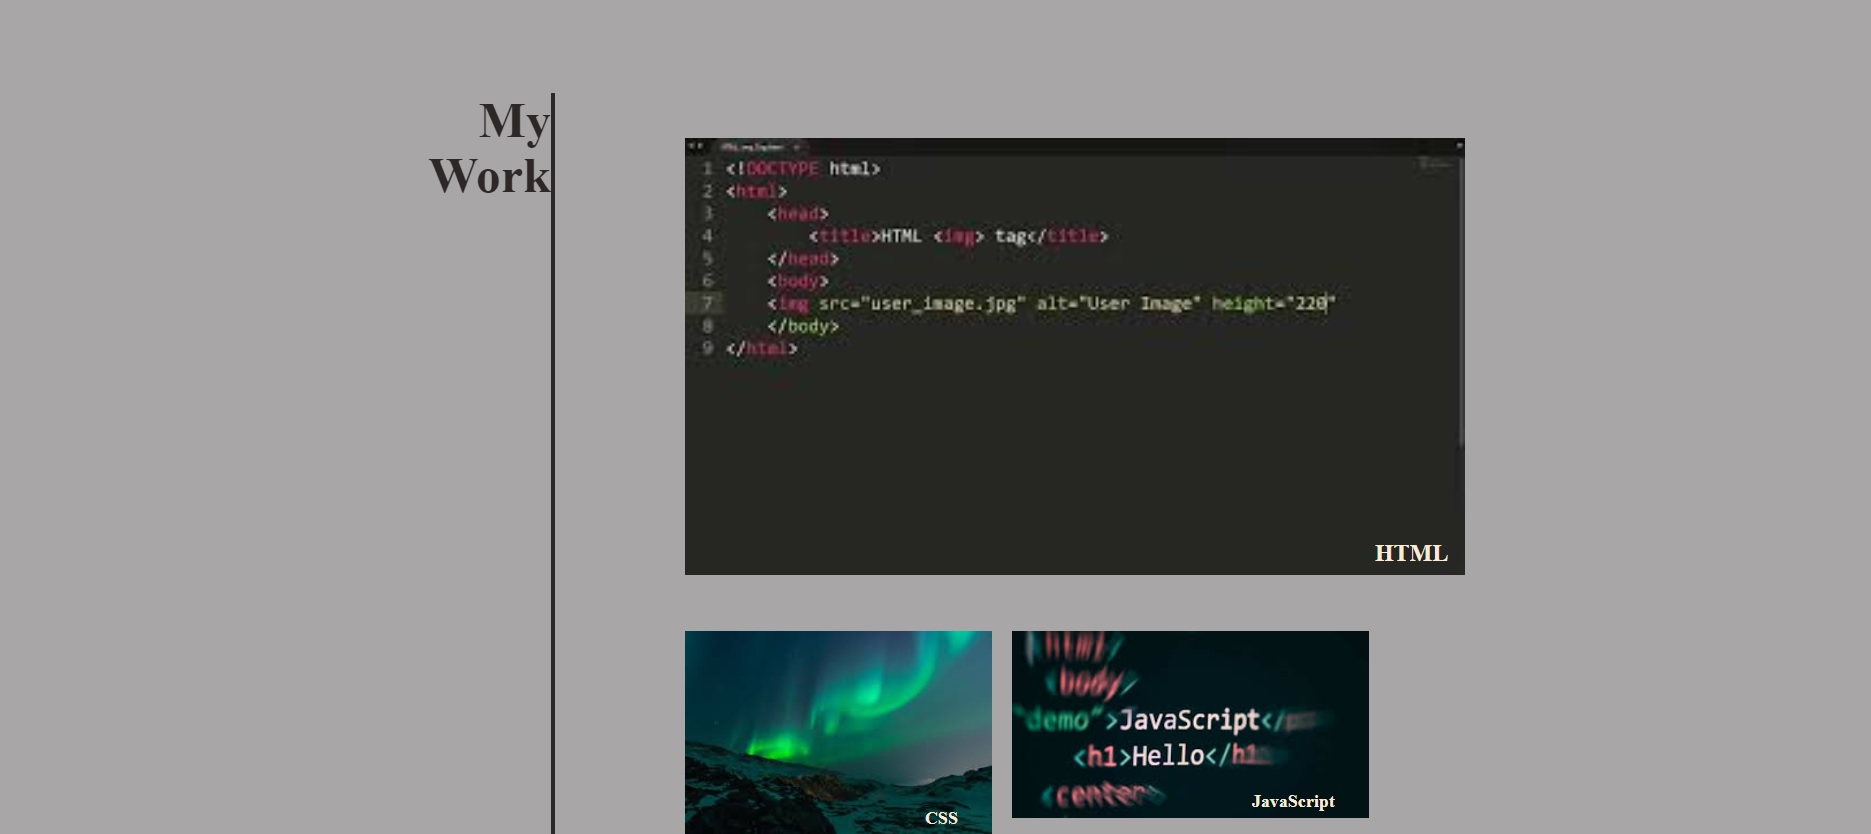 My
Work
1 <!DOCTYPE html>
2 <html>
3 <head>
4 <title>HTML <img> tag</title>
5 </head>
6 <body>
7 <img src="user_image.jpg" alt="User Image" height="220"
8 </body>
9 </html>
HTML
html/
<body/
"demo">JavaScript</
<h1>Hello</h1
<center>
CSS
JavaScript